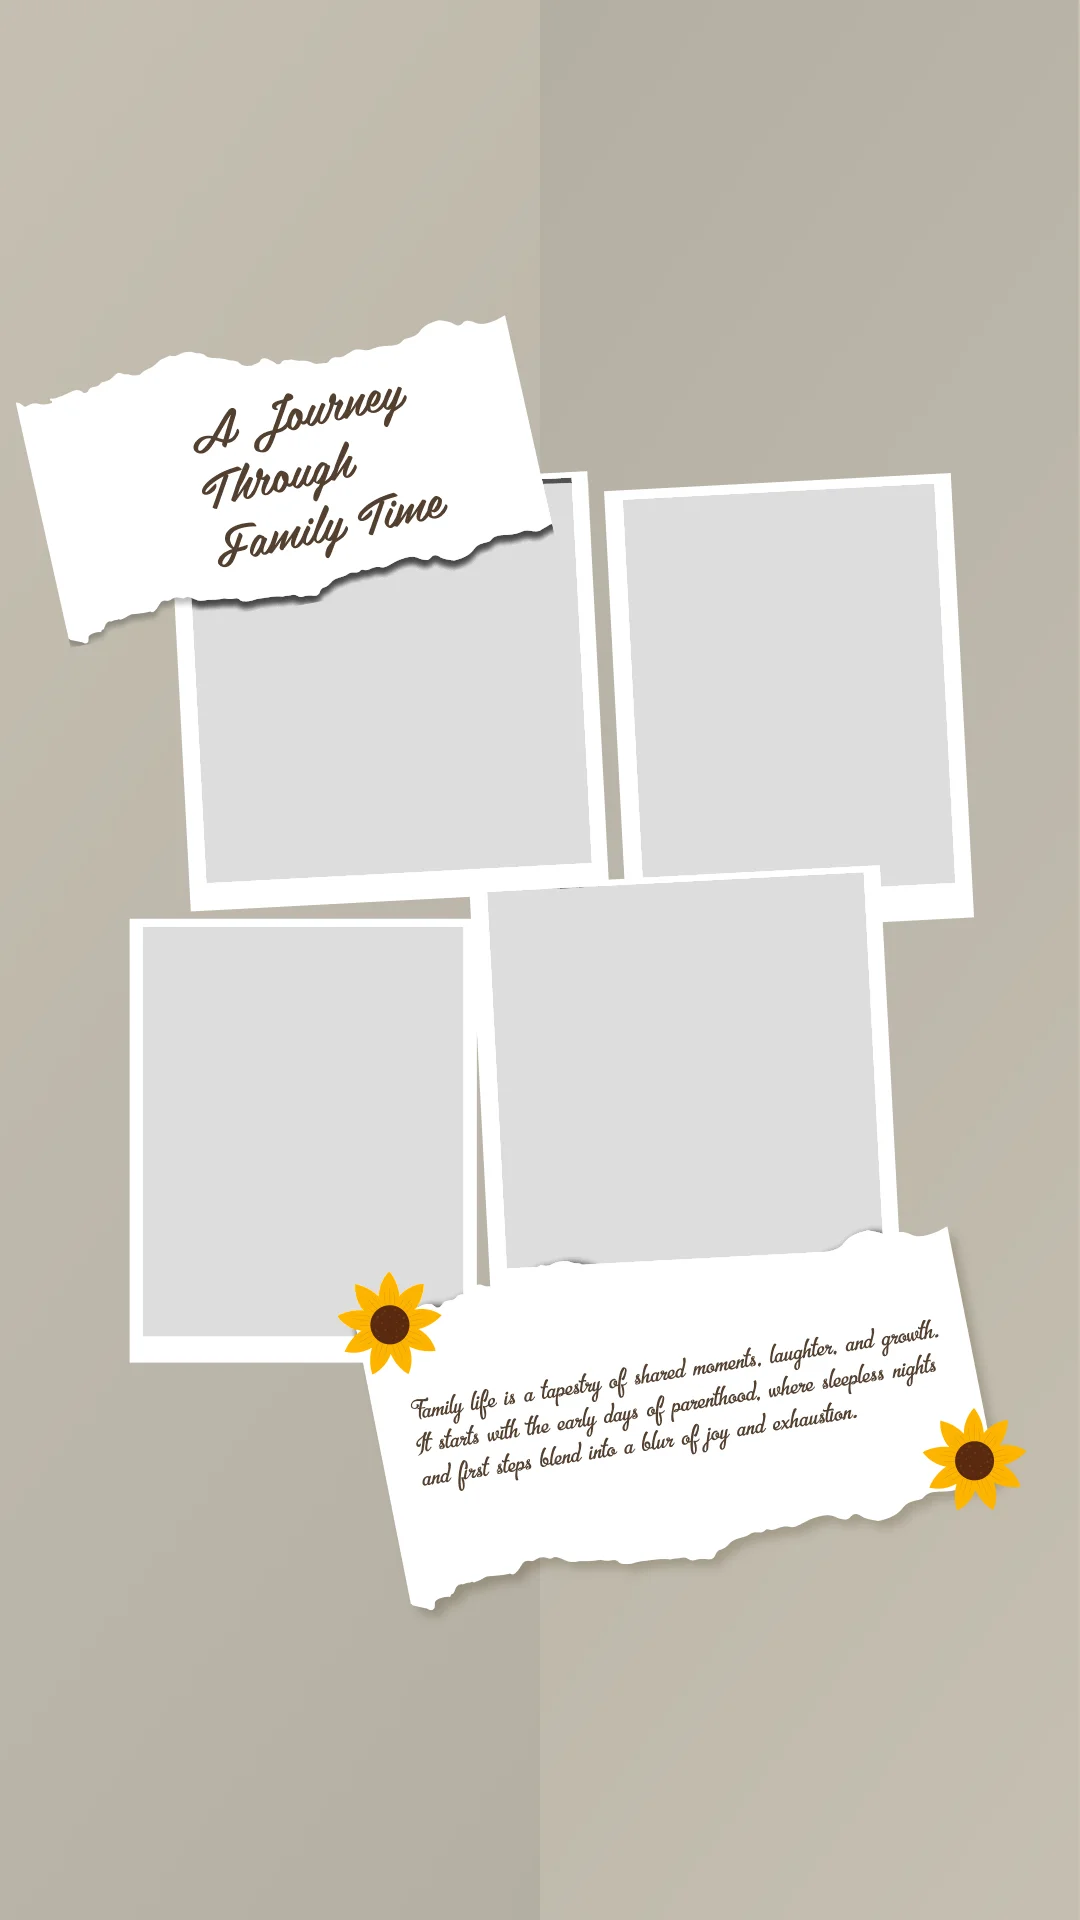 A Journey
Through
Family Time
Family life is a tapestry of shared moments, laughter, and growth.
It starts with the early days of parenthood, where sleepless nights
and first steps blend into a blur of joy and exhaustion.